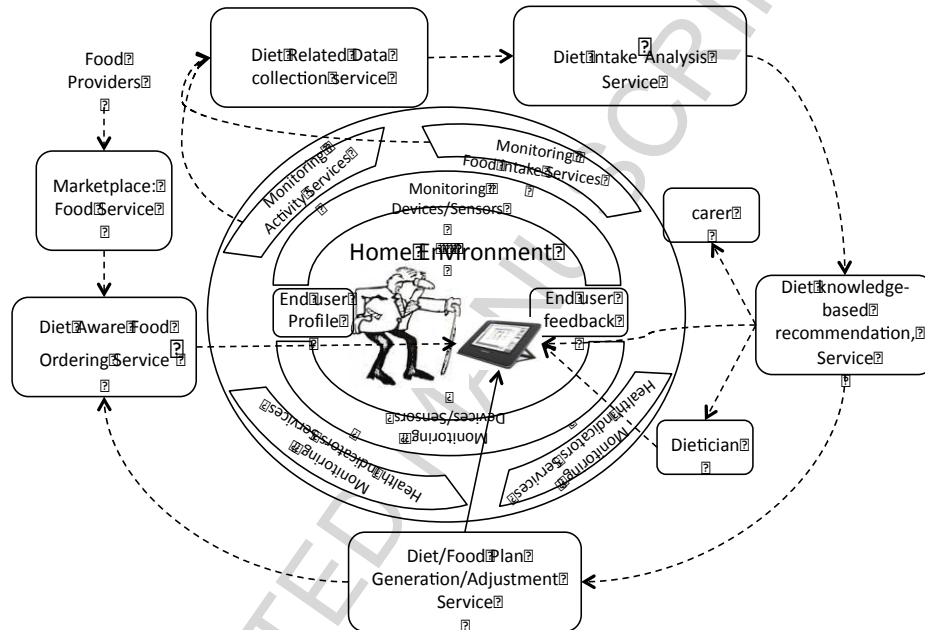 Food
Providers
Diet Related Data
collection service
Diet Intake Analysis
Service
Marketplace:
Food Service
Monitoring
Activity Services
Monitoring
Food Intake Services
Monitoring
Devices/Sensors
carer
Home Environment
End user
Profile
End user
feedback
Diet knowledge-
based
recommendation,
Service
Diet Aware Food
Ordering Service
Monitoring
Devices/Sensors
Monitoring
Health Indicators Services
Monitoring
Health Indicators Services
Dietician
Diet/Food Plan
Generation/Adjustment
Service
TED MANUSCRI